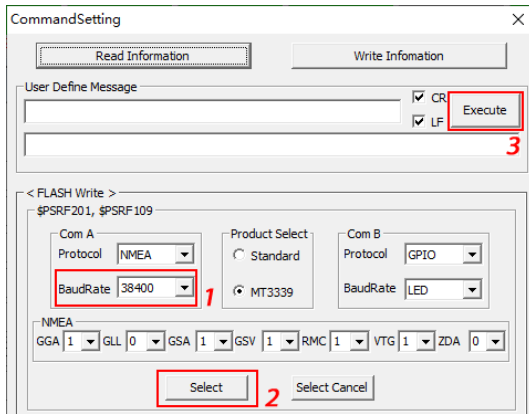 CommandSetting
Read Information Write Infomation
User Define Message
CR
Execute
LF
3
< FLASH Write >
$PSRF201, $PSRF109
Com A Product Select Com B
Protocol NMEA Standard Protocol GPIO
BaudRate 38400 1 MT3339 BaudRate LED
NMEA
GGA 1 GLL 0 GSA 1 GSV 1 RMC 1 VTG 1 ZDA 0
Select 2 Select Cancel